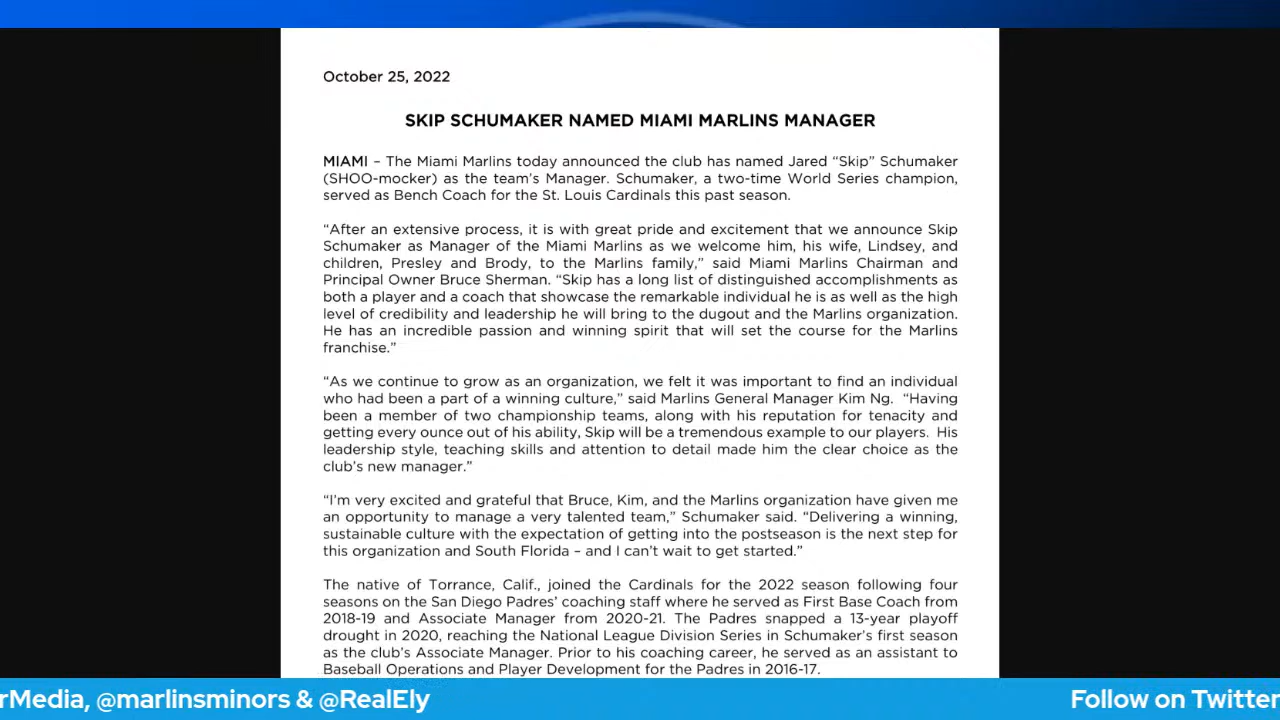 October 25, 2022
SKIP SCHUMAKER NAMED MIAMI MARLINS MANAGER
MIAMI – The Miami Marlins today announced the club has named Jared “Skip” Schumaker
(SHOO-mocker) as the team’s Manager. Schumaker, a two-time World Series champion,
served as Bench Coach for the St. Louis Cardinals this past season.
“After an extensive process, it is with great pride and excitement that we announce Skip
Schumaker as Manager of the Miami Marlins as we welcome him, his wife, Lindsey, and
children, Presley and Brody, to the Marlins family,” said Miami Marlins Chairman and
Principal Owner Bruce Sherman. “Skip has a long list of distinguished accomplishments as
both a player and a coach that showcase the remarkable individual he is as well as the high
level of credibility and leadership he will bring to the dugout and the Marlins organization.
He has an incredible passion and winning spirit that will set the course for the Marlins
franchise.”
“As we continue to grow as an organization, we felt it was important to find an individual
who had been a part of a winning culture,” said Marlins General Manager Kim Ng.  “Having
been a member of two championship teams, along with his reputation for tenacity and
getting every ounce out of his ability, Skip will be a tremendous example to our players.  His
leadership style, teaching skills and attention to detail made him the clear choice as the
club’s new manager.”
“I’m very excited and grateful that Bruce, Kim, and the Marlins organization have given me
an opportunity to manage a very talented team,” Schumaker said. “Delivering a winning,
sustainable culture with the expectation of getting into the postseason is the next step for
this organization and South Florida – and I can’t wait to get started.”
The native of Torrance, Calif., joined the Cardinals for the 2022 season following four
seasons on the San Diego Padres’ coaching staff where he served as First Base Coach from
2018-19 and Associate Manager from 2020-21. The Padres snapped a 13-year playoff
drought in 2020, reaching the National League Division Series in Schumaker’s first season
as the club’s Associate Manager. Prior to his coaching career, he served as an assistant to
Baseball Operations and Player Development for the Padres in 2016-17.
rMedia, @marlinsminors & @RealEly Follow on Twitter